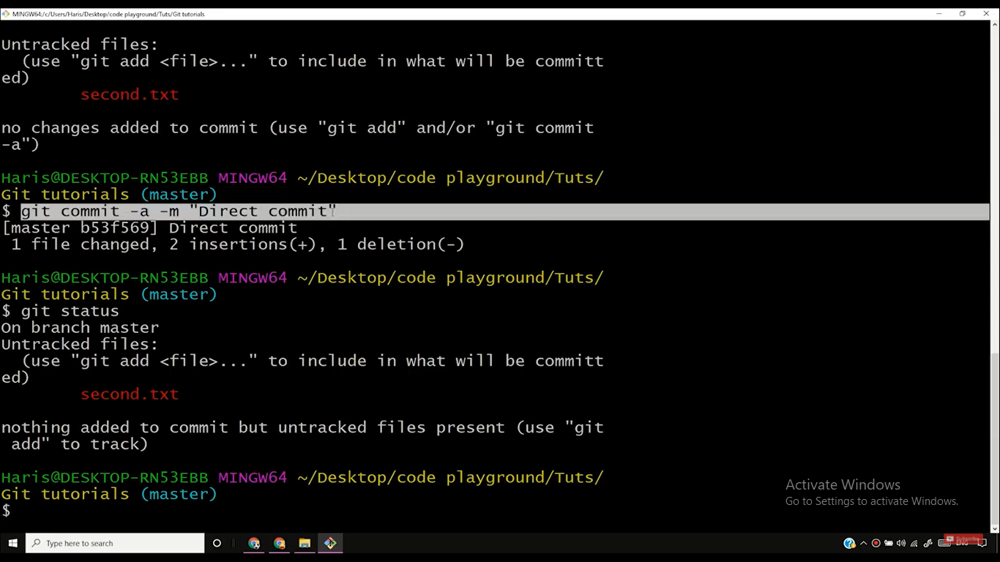 MINGW64:/c/Users/Haris/Desktop/code playground/Tuts/Git tutorials
Untracked files:
  (use "git add <file>..." to include in what will be committ
ed)
        second.txt
no changes added to commit (use "git add" and/or "git commit
-a")
Haris@DESKTOP-RN53EBB MINGW64 ~/Desktop/code playground/Tuts/
Git tutorials (master)
$ git commit -a -m "Direct commit"
[master b53f569] Direct commit
 1 file changed, 2 insertions(+), 1 deletion(-)
Haris@DESKTOP-RN53EBB MINGW64 ~/Desktop/code playground/Tuts/
Git tutorials (master)
$ git status
On branch master
Untracked files:
  (use "git add <file>..." to include in what will be committ
ed)
        second.txt
nothing added to commit but untracked files present (use "git
 add" to track)
Haris@DESKTOP-RN53EBB MINGW64 ~/Desktop/code playground/Tuts/
Git tutorials (master)
$
Activate Windows
Go to Settings to activate Windows.
Type here to search
Subscribe
ENG